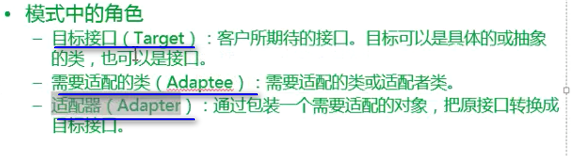 • 模式中的角色
– 目标接口（Target）：客户所期待的接口。目标可以是具体的或抽象
的类，也可以是接口。
– 需要适配的类（Adaptee）：需要适配的类或适配者类。
– 适配器（Adapter）：通过包装一个需要适配的对象，把原接口转换成
目标接口。